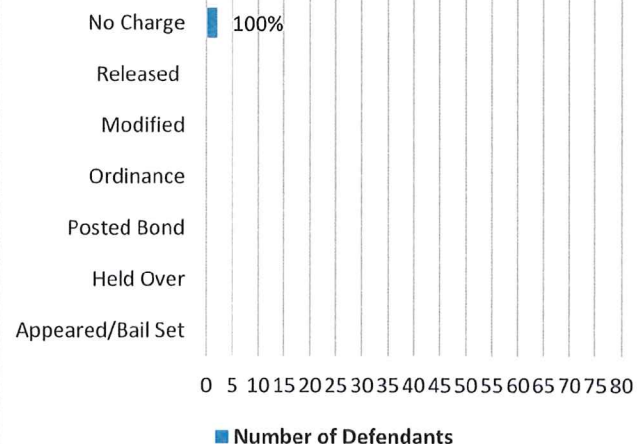 No Charge 100%
Released
Modified
Ordinance
Posted Bond
Held Over
Appeared/Bail Set
0 5 10 15 20 25 30 35 40 45 50 55 60 65 70 75 80
Number of Defendants